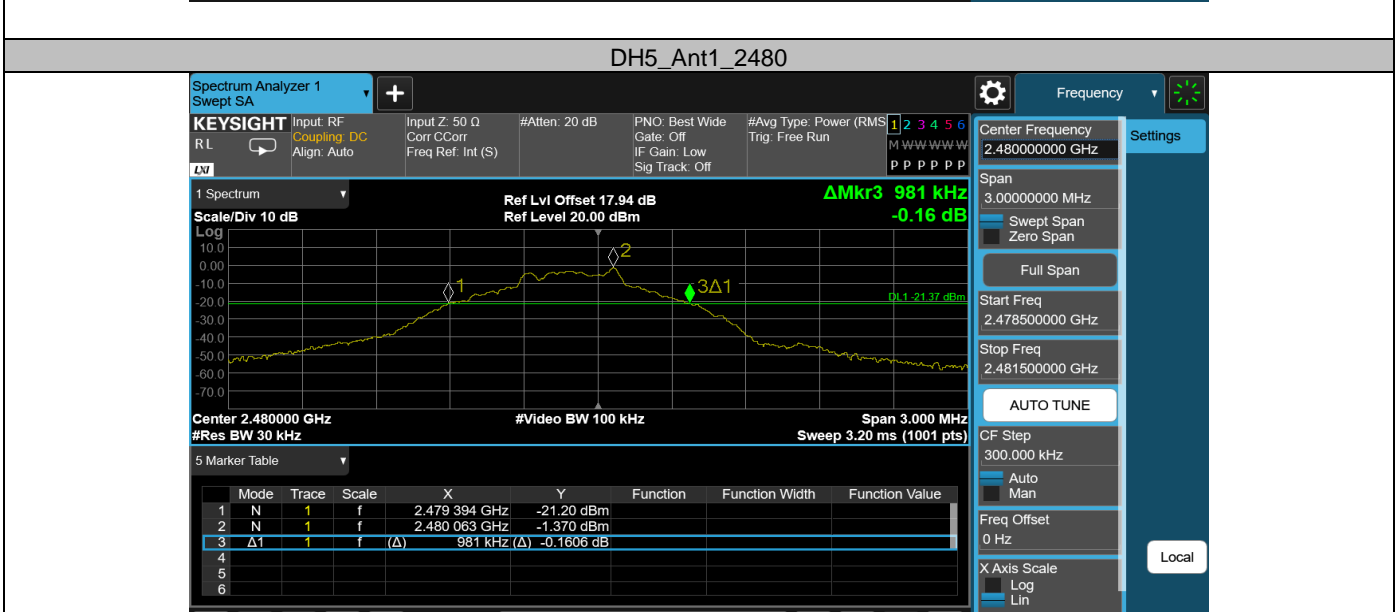 DH5_Ant1_2480
Spectrum Analyzer 1
Swept SA
Frequency
KEYSIGHT
RL
LXI
Input: RF
Coupling: DC
Align: Auto
Input Z: 50 Ω
Corr CCorr
Freq Ref: Int (S)
#Atten: 20 dB
PNO: Best Wide
Gate: Off
IF Gain: Low
Sig Track: Off
#Avg Type: Power (RMS
Trig: Free Run
1 2 3 4 5 6
M W W W W W
P P P P P P
1 Spectrum
Scale/Div 10 dB
Ref Lvl Offset 17.94 dB
Ref Level 20.00 dBm
ΔMkr3 981 kHz
-0.16 dB
Log
10.0
0.00
-10.0
-20.0
-30.0
-40.0
-50.0
-60.0
-70.0
1
2
3Δ1
DL1 -21.37 dBm
Center 2.480000 GHz
#Res BW 30 kHz
#Video BW 100 kHz
Span 3.000 MHz
Sweep 3.20 ms (1001 pts)
5 Marker Table
Mode Trace Scale X Y Function Function Width Function Value
1 N 1 f 2.479 394 GHz -21.20 dBm
2 N 1 f 2.480 063 GHz -1.370 dBm
3 Δ1 1 f (Δ) 981 kHz (Δ) -0.1606 dB
4
5
6
Center Frequency
2.480000000 GHz
Settings
Span
3.00000000 MHz
Swept Span
Zero Span
Full Span
Start Freq
2.478500000 GHz
Stop Freq
2.481500000 GHz
AUTO TUNE
CF Step
300.000 kHz
Auto
Man
Freq Offset
0 Hz
Local
X Axis Scale
Log
Lin